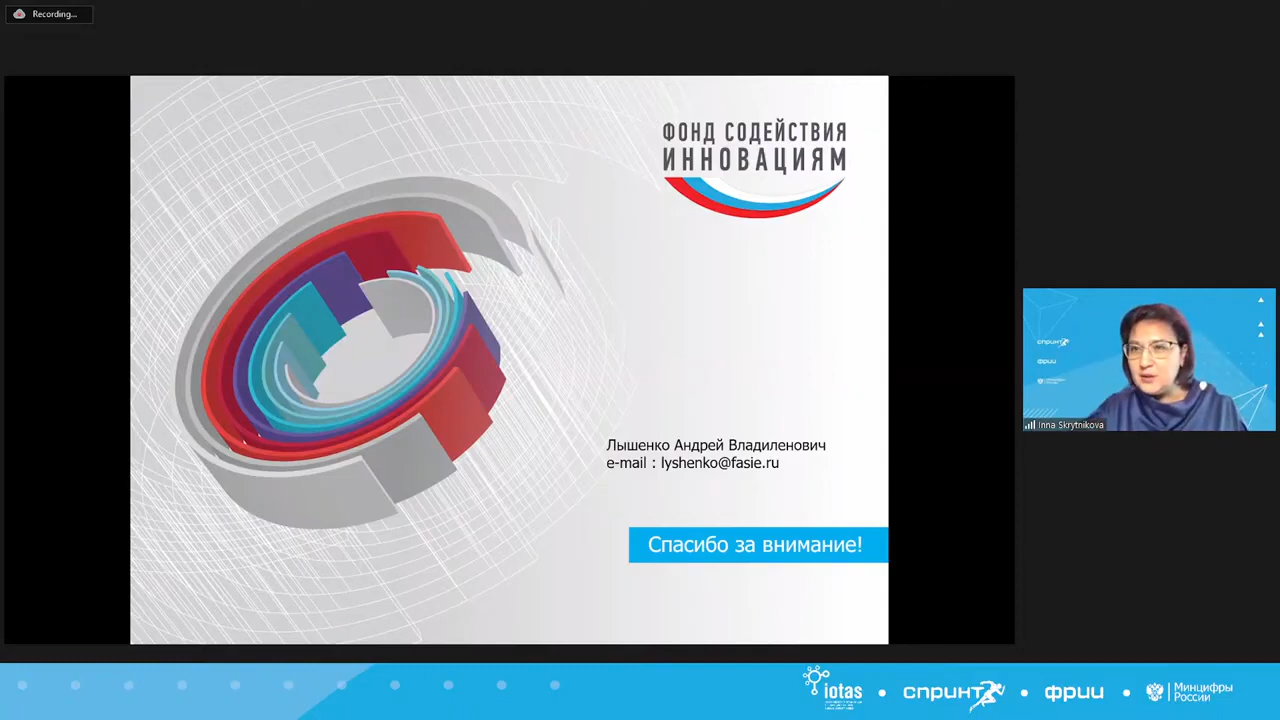 Recording...
ФОНД СОДЕЙСТВИЯ
ИННОВАЦИЯМ
Лышенко Андрей Владиленович
e-mail : lyshenko@fasie.ru
Спасибо за внимание!
спринт
фрии
Inna Skrytnikova
iotas
спринт
фрии
Минцифры
России